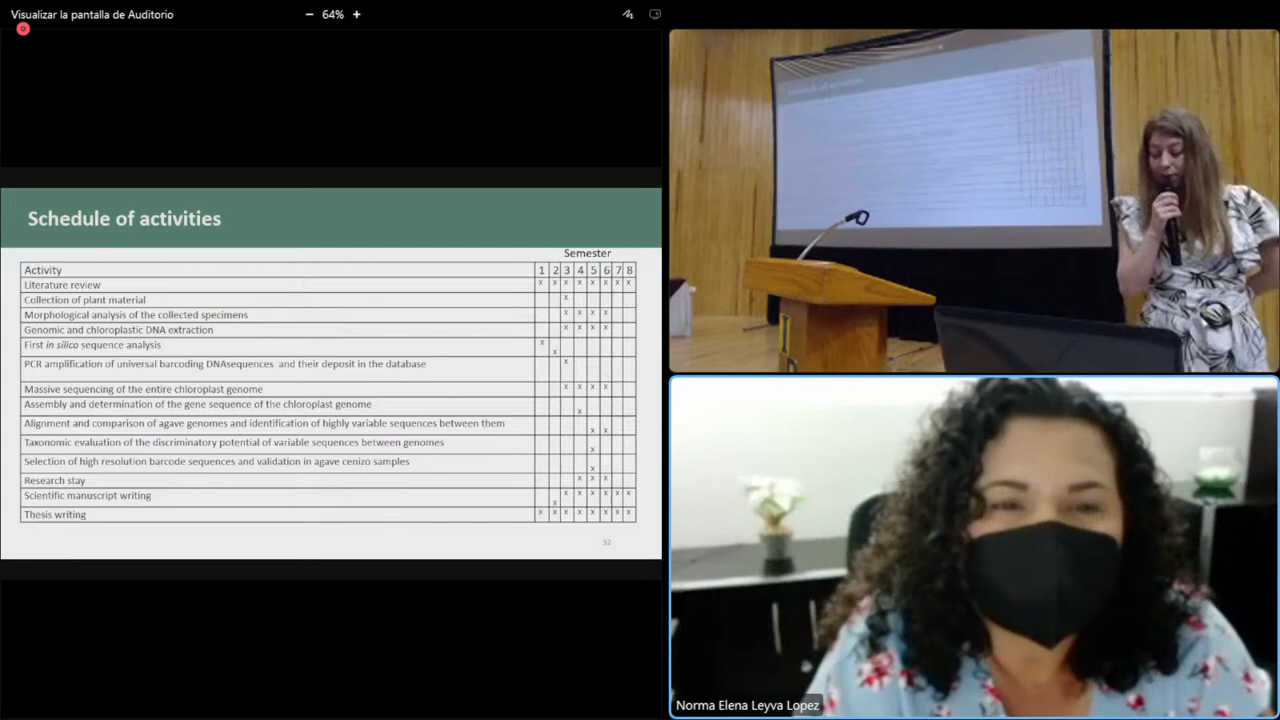 Visualizar la pantalla de Auditorio
− 64% +
Schedule of activities
Semester
Activity 1 2 3 4 5 6 7 8
Literature review x x x x x x x x
Collection of plant material x
Morphological analysis of the collected specimens x x x x
Genomic and chloroplastic DNA extraction x x x x
First in silico sequence analysis x x
PCR amplification of universal barcoding DNAsequences and their deposit in the database x
Massive sequencing of the entire chloroplast genome x x x x
Assembly and determination of the gene sequence of the chloroplast genome x
Alignment and comparison of agave genomes and identification of highly variable sequences between them x x
Taxonomic evaluation of the discriminatory potential of variable sequences between genomes x
Selection of high resolution barcode sequences and validation in agave cenizo samples x
Research stay x x x
Scientific manuscript writing x x x x x x x
Thesis writing x x x x x x x x
32
Schedule of activities
Norma Elena Leyva Lopez